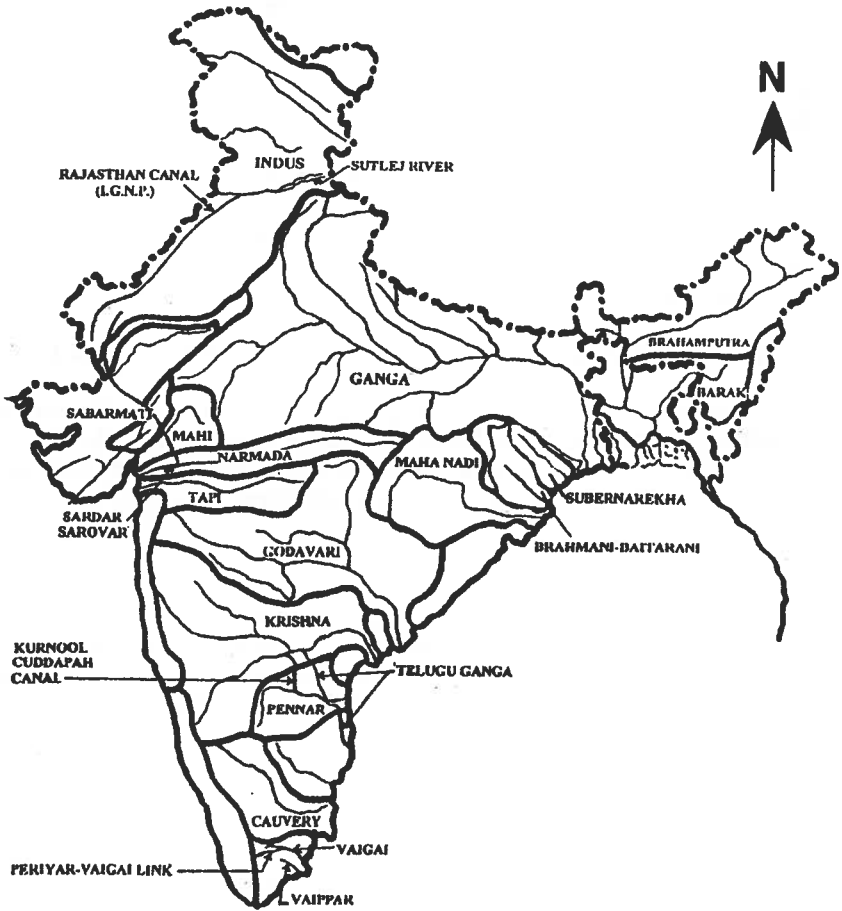 N
INDUS
SUTLEJ RIVER
RAJASTHAN CANAL
(I.G.N.P.)
BRAHAMPUTRA
GANGA
BARAK
SABARMATI
MAHI
NARMADA
MAHA NADI
TAPI
SUBERNAREKHA
SARDAR
SAROVAR
BRAHMANI-BAITARANI
GODAVARI
KRISHNA
KURNOOL
CUDDAPAH
CANAL
TELUGU GANGA
PENNAR
CAUVERY
VAIGAI
PERIYAR-VAIGAI LINK
VAIPPAR